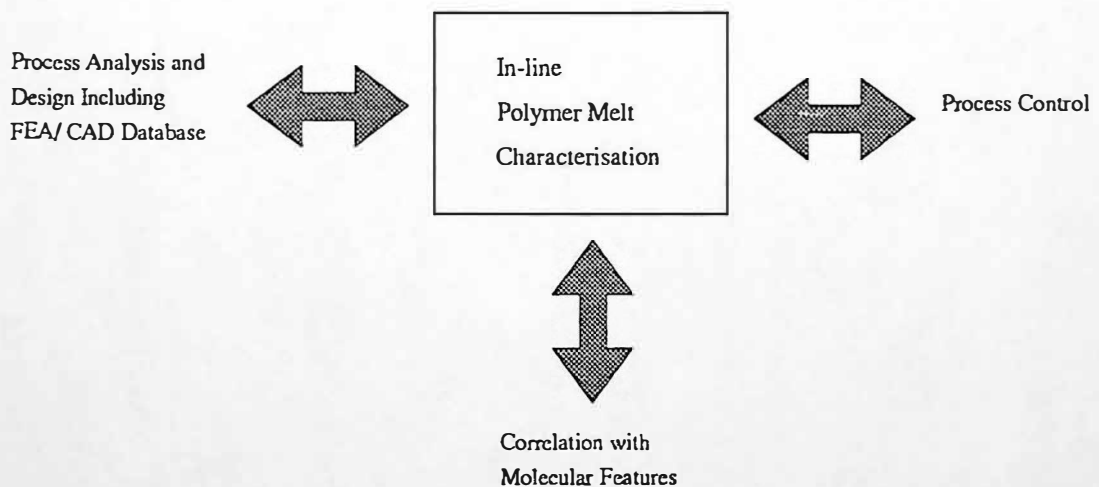 Process Analysis and
Design Including
FEA/ CAD Database
In-line
Polymer Melt
Characterisation
Process Control
Correlation with
Molecular Features